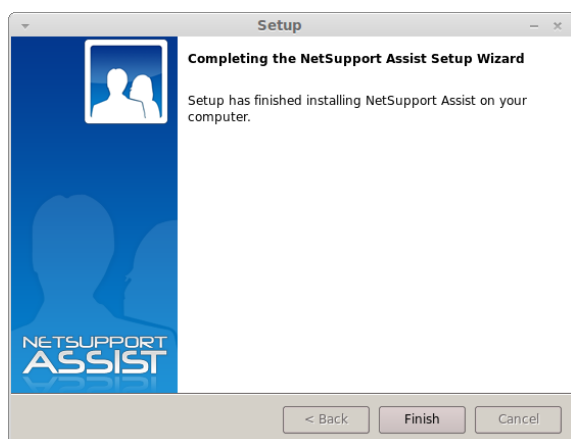 Setup
Completing the NetSupport Assist Setup Wizard
Setup has finished installing NetSupport Assist on your
computer.
NETSUPPORT
ASSIST
< Back
Finish
Cancel